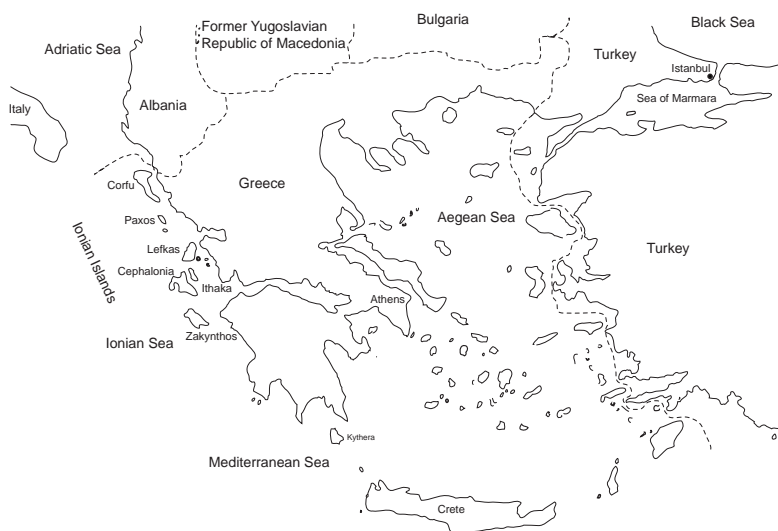 Former Yugoslavian
Republic of Macedonia
Bulgaria
Black Sea
Adriatic Sea
Turkey
Istanbul
Italy
Albania
Sea of Marmara
Corfu
Greece
Paxos
Aegean Sea
Ionian Islands
Lefkas
Turkey
Cephalonia
Ithaka
Athens
Ionian Sea
Zakynthos
Kythera
Mediterranean Sea
Crete